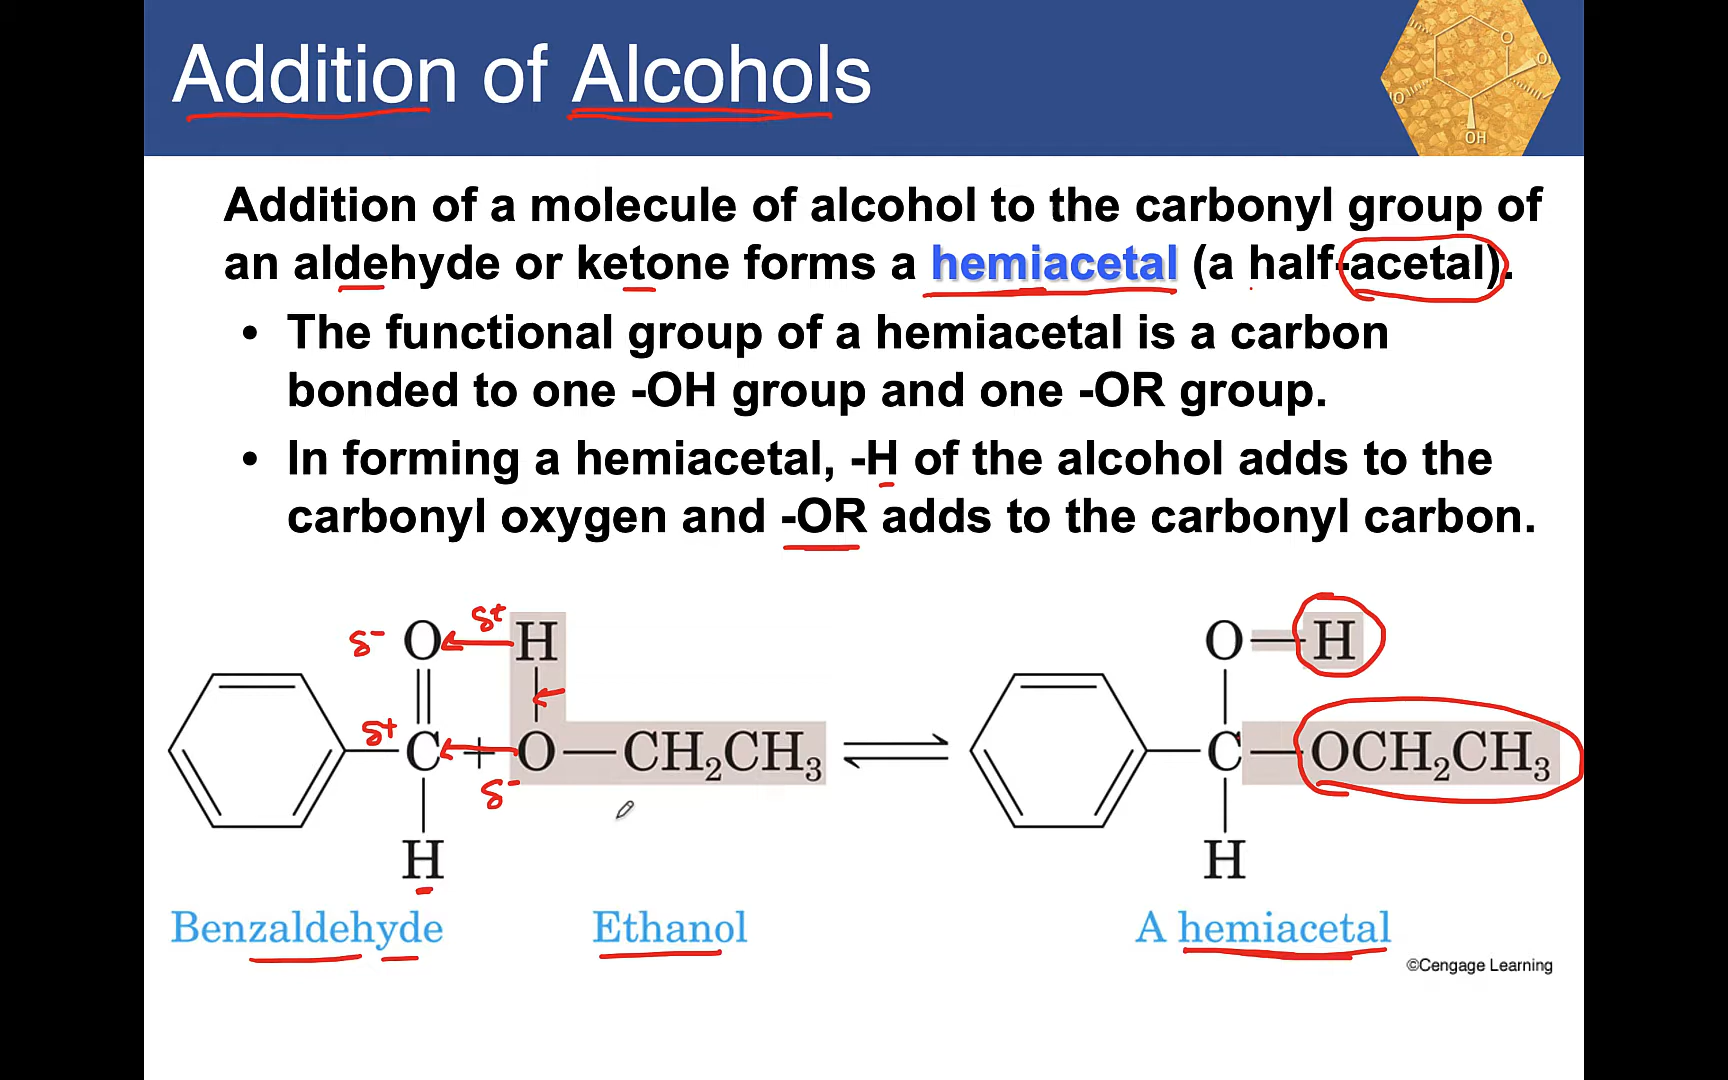 Addition of Alcohols
O
O
HO
OH
Addition of a molecule of alcohol to the carbonyl group of
an aldehyde or ketone forms a hemiacetal (a half-acetal).
• The functional group of a hemiacetal is a carbon
bonded to one -OH group and one -OR group.
• In forming a hemiacetal, -H of the alcohol adds to the
carbonyl oxygen and -OR adds to the carbonyl carbon.
δ- O δ+ H O—H
δ+ C + O—CH₂CH₃ ⇌ C—OCH₂CH₃
δ-
H H
Benzaldehyde Ethanol A hemiacetal
©Cengage Learning